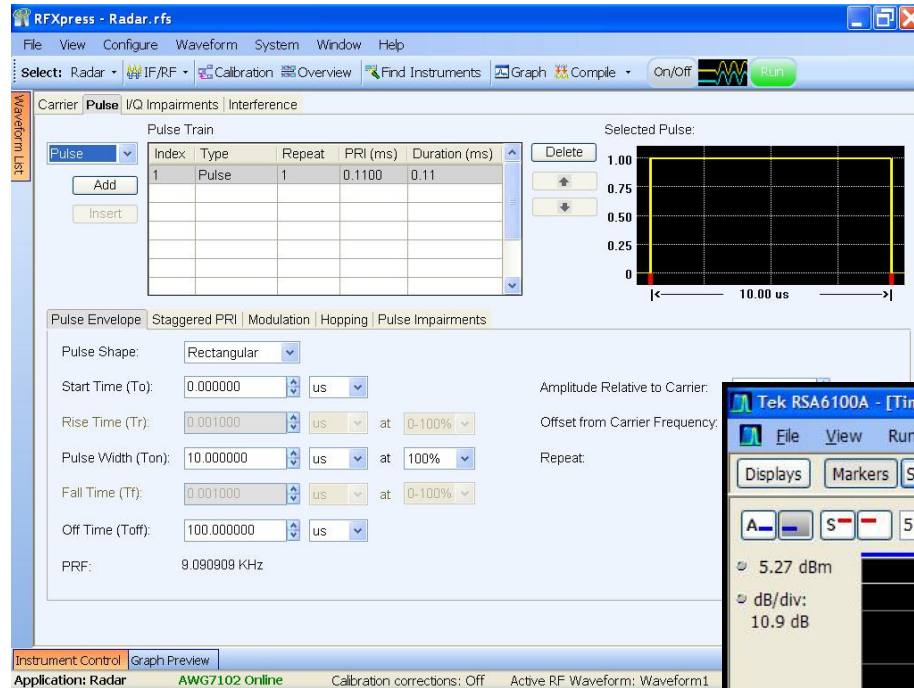 RFXpress - Radar.rfs
File View Configure Waveform System Window Help
Select: Radar IF/RF Calibration Overview Find Instruments Graph Compile On/Off Run
Waveform List
Carrier Pulse I/Q Impairments Interference
Pulse Train
Selected Pulse:
Pulse
Index Type Repeat PRI (ms) Duration (ms)
Delete
1 Pulse 1 0.1100 0.11
Add
Insert
1.00
0.75
0.50
0.25
0
10.00 us
Pulse Envelope Staggered PRI Modulation Hopping Pulse Impairments
Pulse Shape: Rectangular
Start Time (To): 0.000000 us
Amplitude Relative to Carrier:
Rise Time (Tr): 0.001000 us at 0-100%
Offset from Carrier Frequency:
Pulse Width (Ton): 10.000000 us at 100%
Repeat:
Fall Time (Tf): 0.001000 us at 0-100%
Off Time (Toff): 100.000000 us
PRF: 9.090909 KHz
Tek RSA6100A - [Tim
File View Run
Displays Markers S
A S 5
5.27 dBm
dB/div:
10.9 dB
Instrument Control Graph Preview
Application: Radar AWG7102 Online Calibration corrections: Off Active RF Waveform: Waveform1